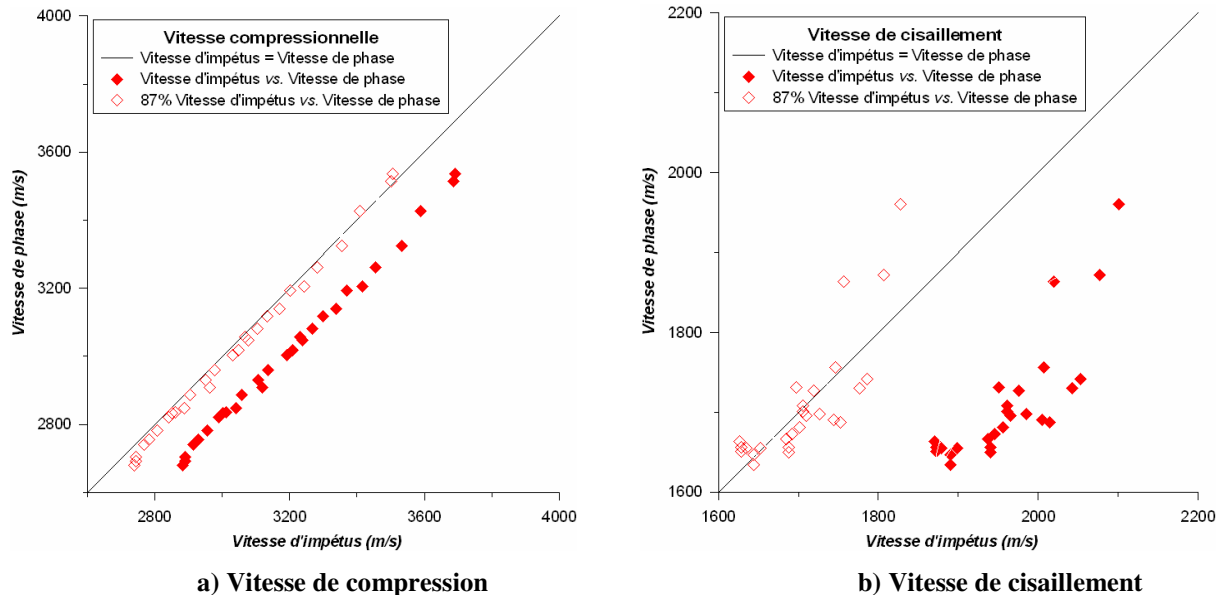 Vitesse compressionnelle
Vitesse d'impétus = Vitesse de phase
Vitesse d'impétus vs. Vitesse de phase
87% Vitesse d'impétus vs. Vitesse de phase
4000
3600
3200
2800
Vitesse de phase (m/s)
2800
3200
3600
4000
Vitesse d'impétus (m/s)
a) Vitesse de compression
Vitesse de cisaillement
Vitesse d'impétus = Vitesse de phase
Vitesse d'impétus vs. Vitesse de phase
87% Vitesse d'impétus vs. Vitesse de phase
2200
2000
1800
1600
Vitesse de phase (m/s)
1600
1800
2000
2200
Vitesse d'impétus (m/s)
b) Vitesse de cisaillement